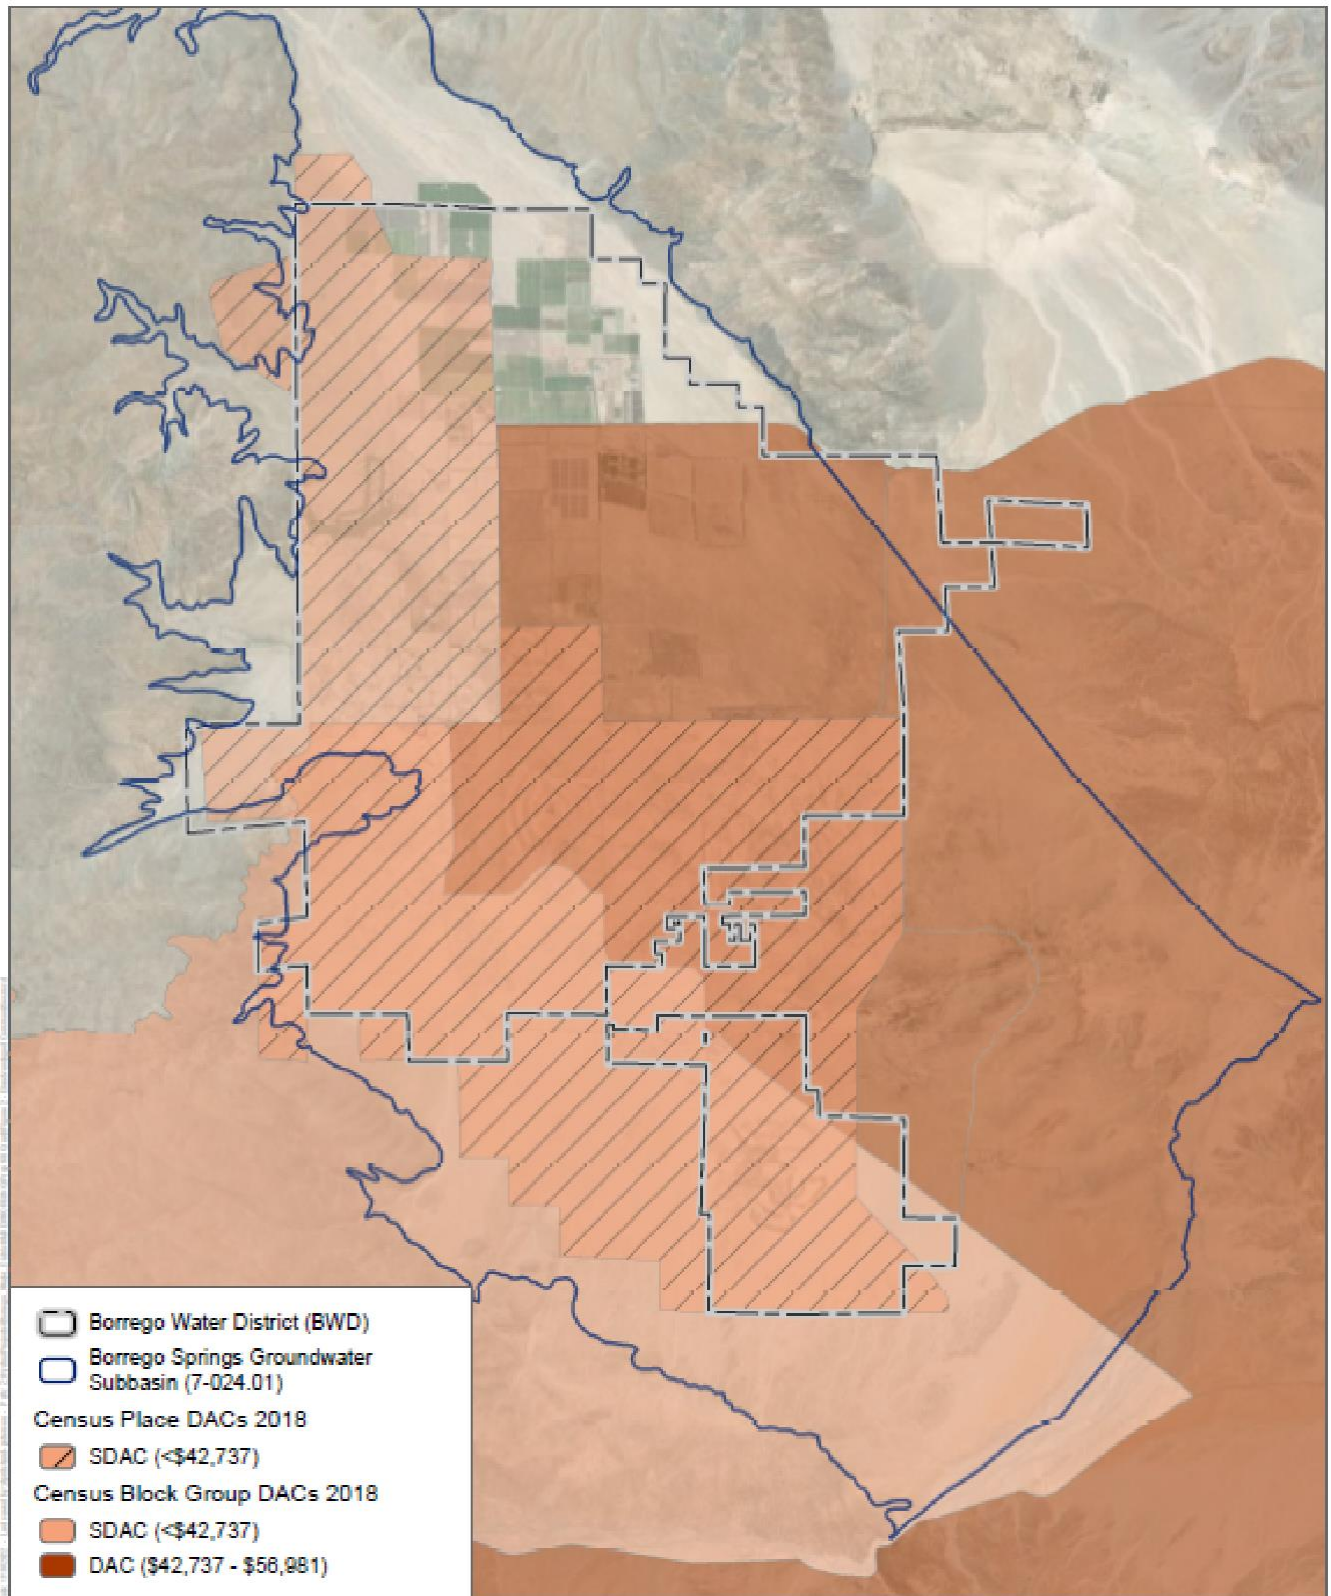 Borrego Water District (BWD)
Borrego Springs Groundwater
Subbasin (7-024.01)
Census Place DACs 2018
SDAC (<$42,737)
Census Block Group DACs 2018
SDAC (<$42,737)
DAC ($42,737 - $56,981)